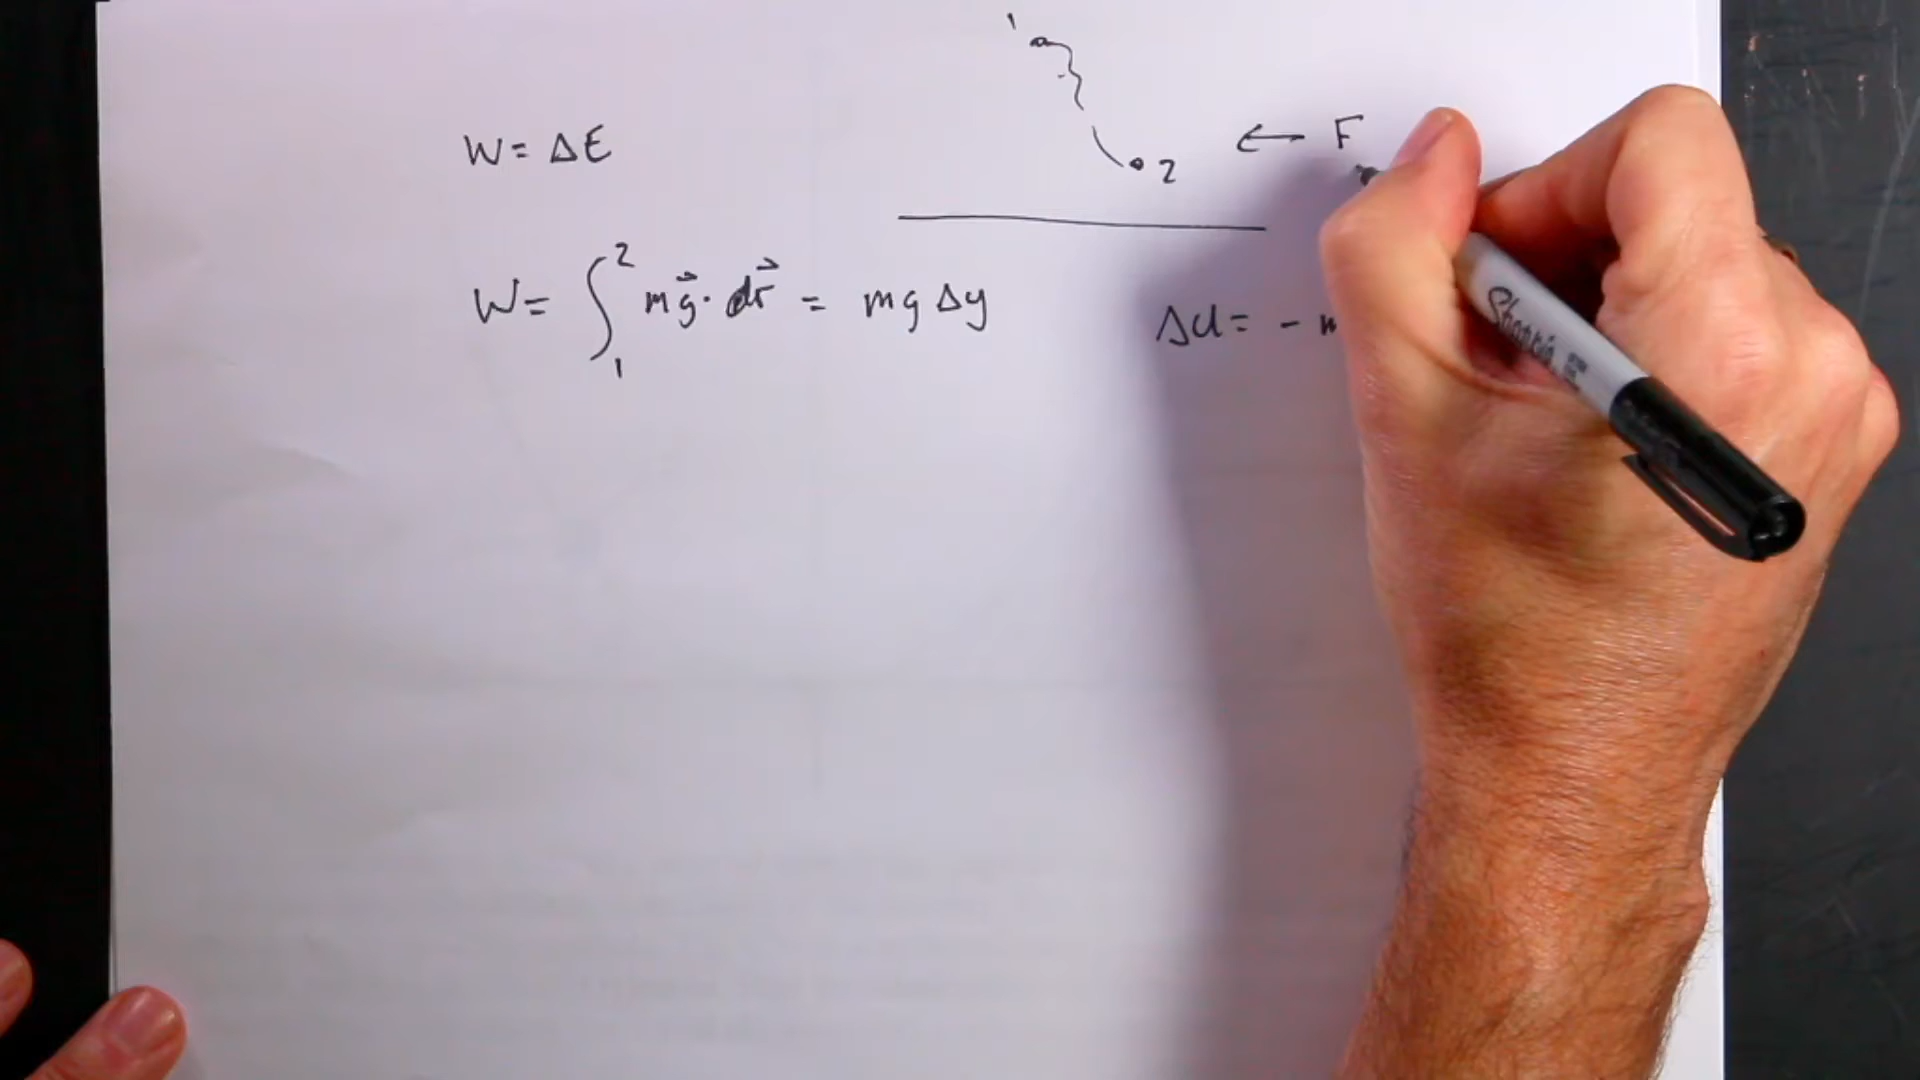 1
2
W = ΔE
← F
W = ∫₁² mg⃗ · dr⃗ = mg Δy
ΔU = - m
Sharpie